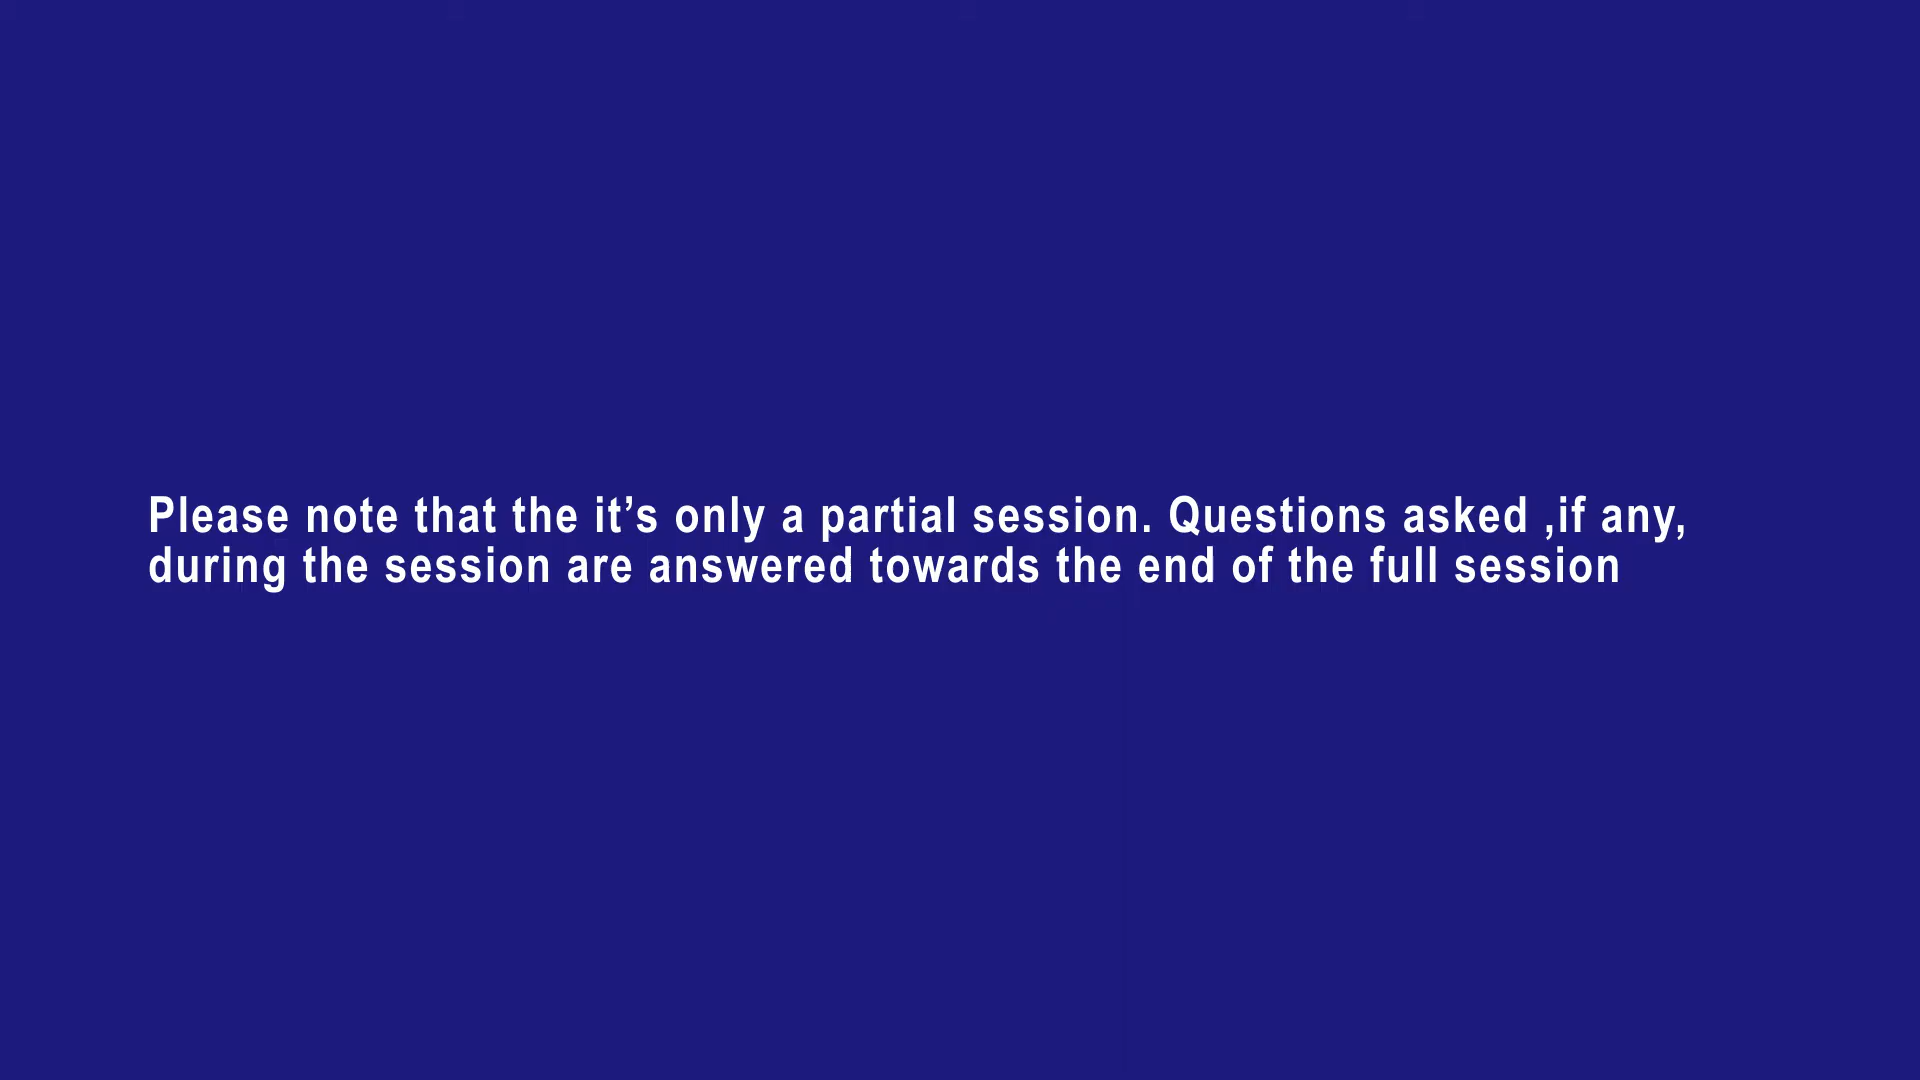 Please note that the it’s only a partial session. Questions asked ,if any,
during the session are answered towards the end of the full session